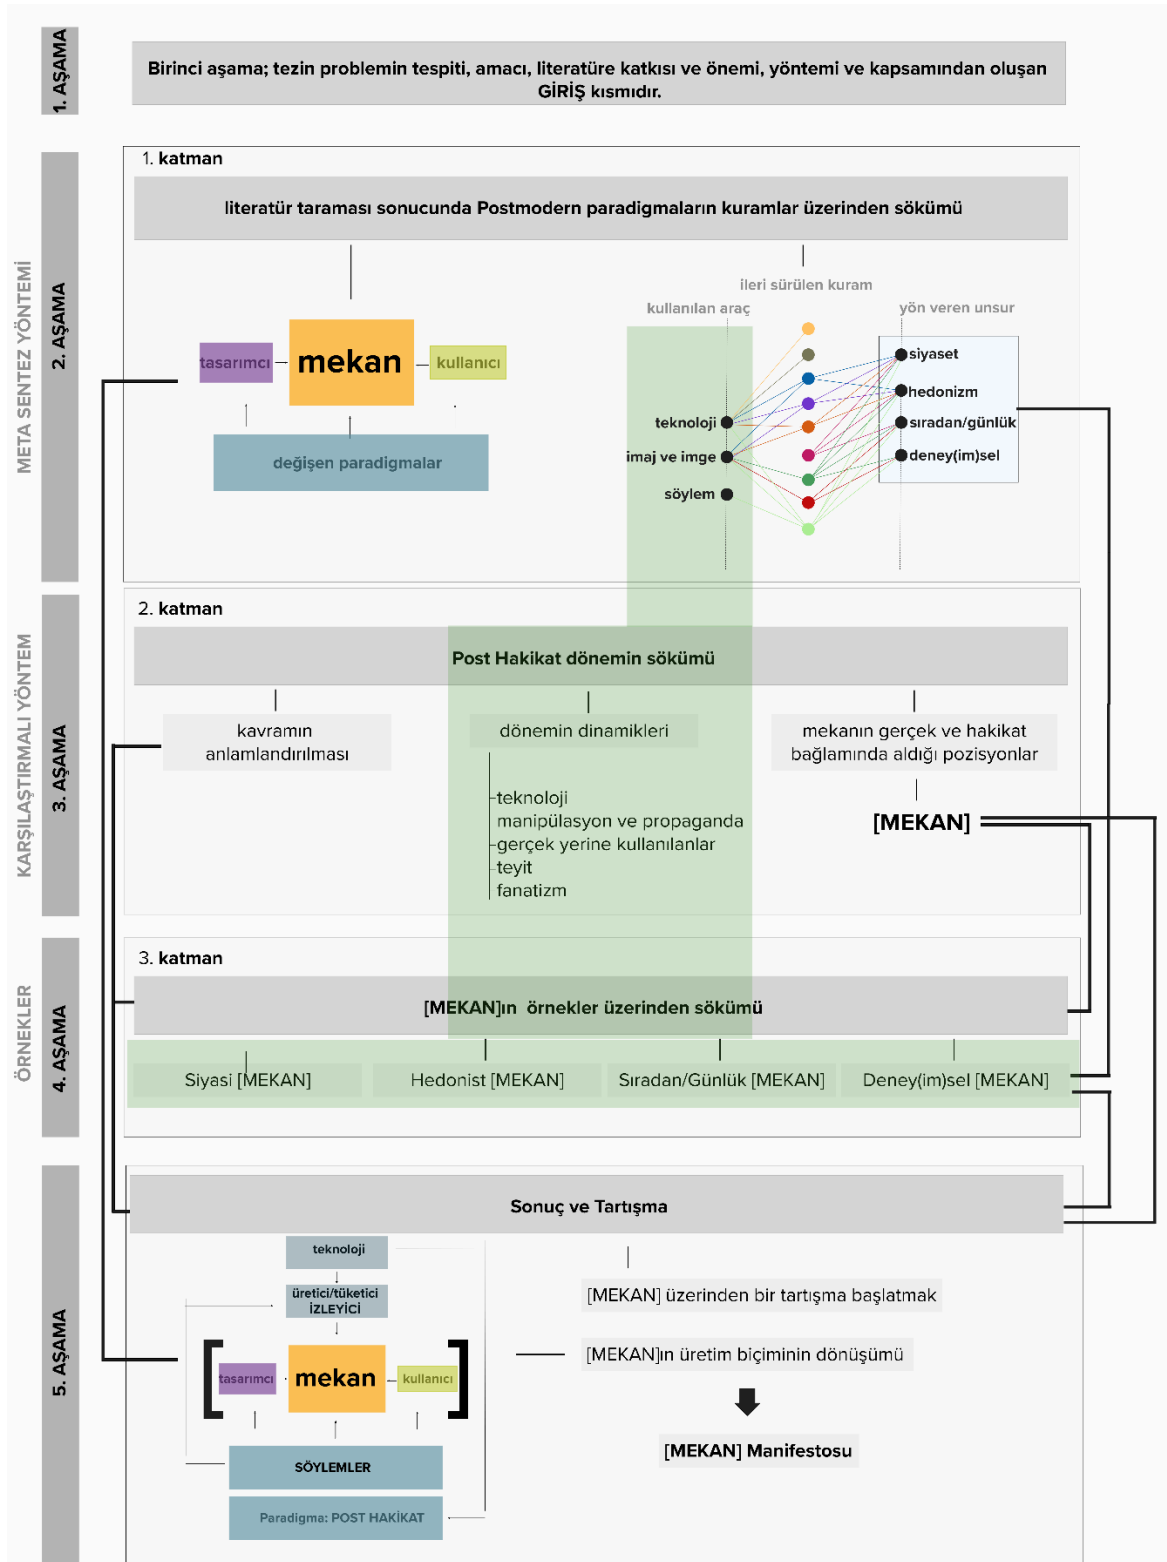 1. AŞAMA
Birinci aşama; tezin problemin tespiti, amacı, literatüre katkısı ve önemi, yöntemi ve kapsamından oluşan
GİRİŞ kısmıdır.
META SENTEZ YÖNTEMİ
2. AŞAMA
1. katman
literatür taraması sonucunda Postmodern paradigmaların kuramlar üzerinden sökümü
ileri sürülen kuram
kullanılan araç
yön veren unsur
tasarımcı
mekan
kullanıcı
değişen paradigmalar
teknoloji
imaj ve imge
söylem
siyaset
hedonizm
sıradan/günlük
deney(im)sel
KARŞILAŞTIRMALI YÖNTEM
3. AŞAMA
2. katman
Post Hakikat dönemin sökümü
kavramın
anlamlandırılması
dönemin dinamikleri
mekanın gerçek ve hakikat
bağlamında aldığı pozisyonlar
teknoloji
manipülasyon ve propaganda
gerçek yerine kullanılanlar
teyit
fanatizm
[MEKAN]
ÖRNEKLER
4. AŞAMA
3. katman
[MEKAN]ın örnekler üzerinden sökümü
Siyasi [MEKAN]
Hedonist [MEKAN]
Sıradan/Günlük [MEKAN]
Deney(im)sel [MEKAN]
5. AŞAMA
Sonuç ve Tartışma
teknoloji
üretici/tüketici
İZLEYİCİ
tasarımcı
mekan
kullanıcı
SÖYLEMLER
Paradigma: POST HAKİKAT
[MEKAN] üzerinden bir tartışma başlatmak
[MEKAN]ın üretim biçiminin dönüşümü
[MEKAN] Manifestosu